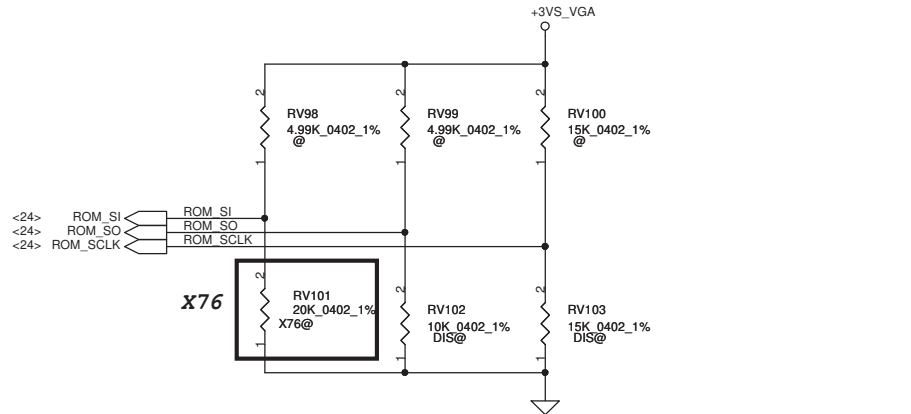 +3VS_VGA
2 2 2
RV98 RV99 RV100
4.99K_0402_1% 4.99K_0402_1% 15K_0402_1%
@ @ @
1 1 1
<24> ROM_SI ROM_SI
<24> ROM_SO ROM_SO
<24> ROM_SCLK ROM_SCLK
X76
2 2 2
RV101 RV102 RV103
20K_0402_1% 10K_0402_1% 15K_0402_1%
X76@ DIS@ DIS@
1 1 1